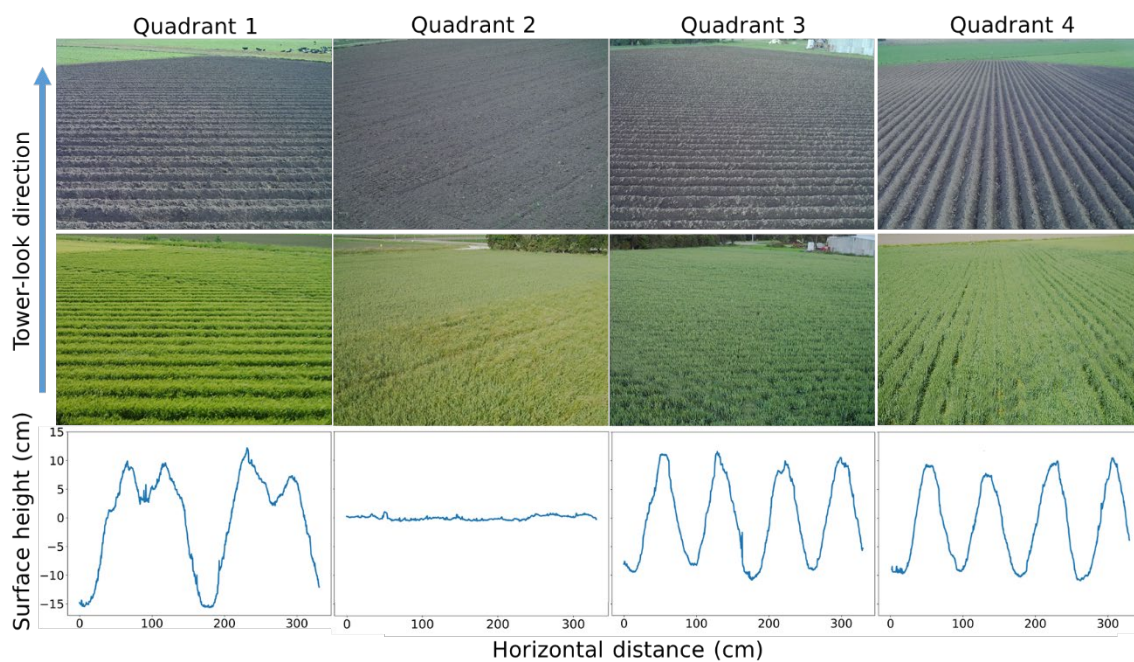 Quadrant 1
Quadrant 2
Quadrant 3
Quadrant 4
Tower-look direction
Surface height (cm)
15
10
5
0
−5
−10
−15
0 100 200 300
0 100 200 300
0 100 200 300
0 100 200 300
Horizontal distance (cm)